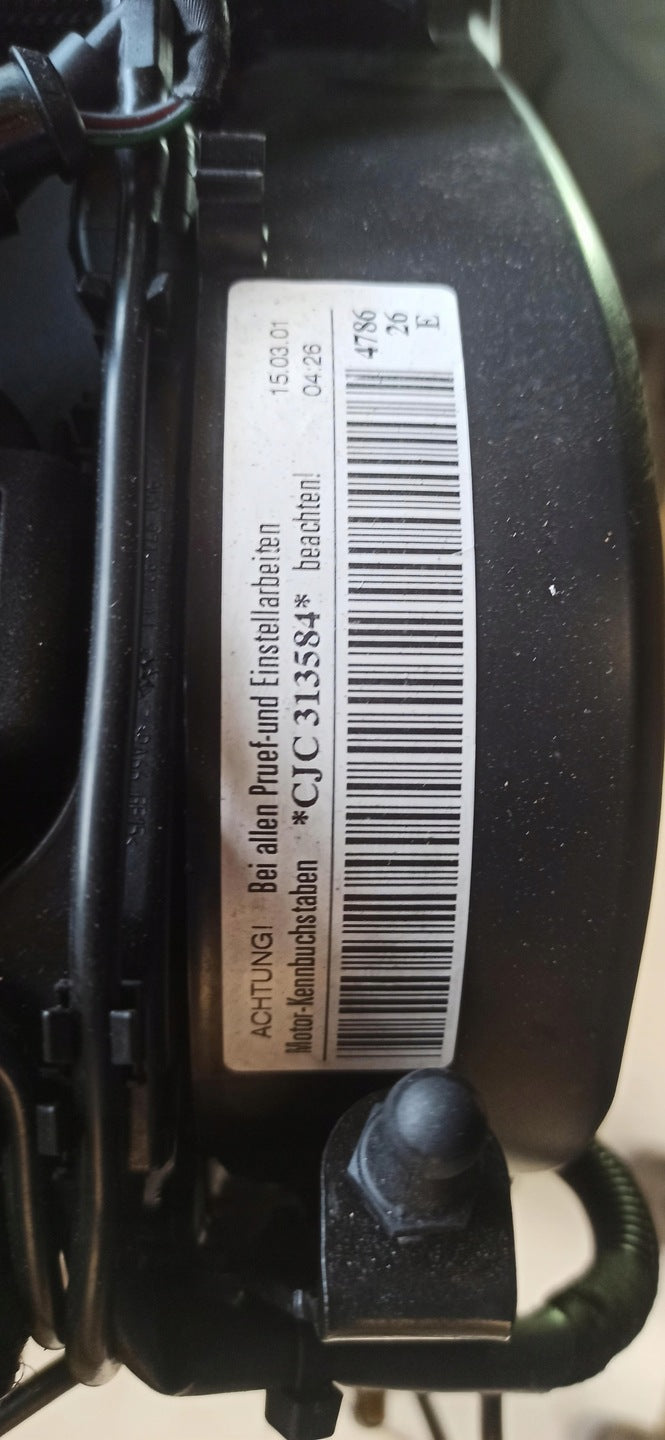 ACHTUNG! Bei allen Pruef-und Einstellarbeiten 15.03.01
Motor-Kennbuchstaben *CJC 313584* beachten! 04:26
4786
26
E